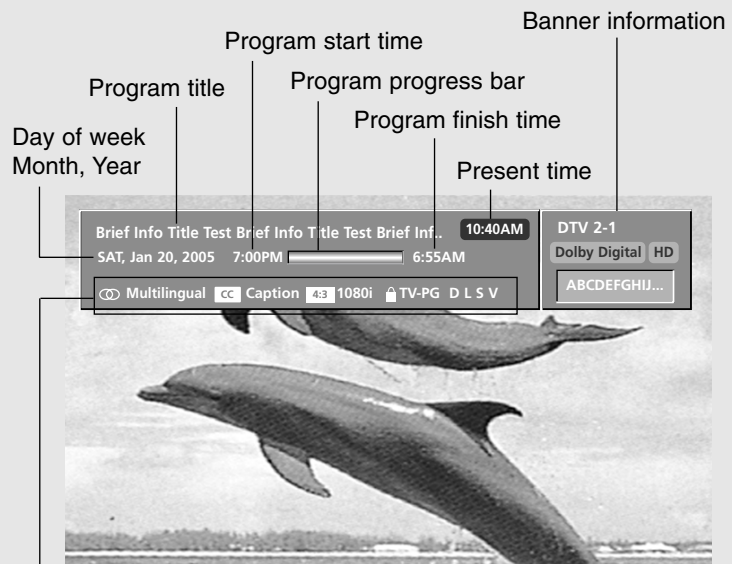 Banner information
Program start time
Program title
Program progress bar
Program finish time
Day of week
Month, Year
Present time
Brief Info Title Test Brief Info Title Test Brief Inf..
10:40AM
SAT, Jan 20, 2005 7:00PM 6:55AM
Multilingual CC Caption 4:3 1080i TV-PG D L S V
DTV 2-1
Dolby Digital HD
ABCDEFGHIJ...